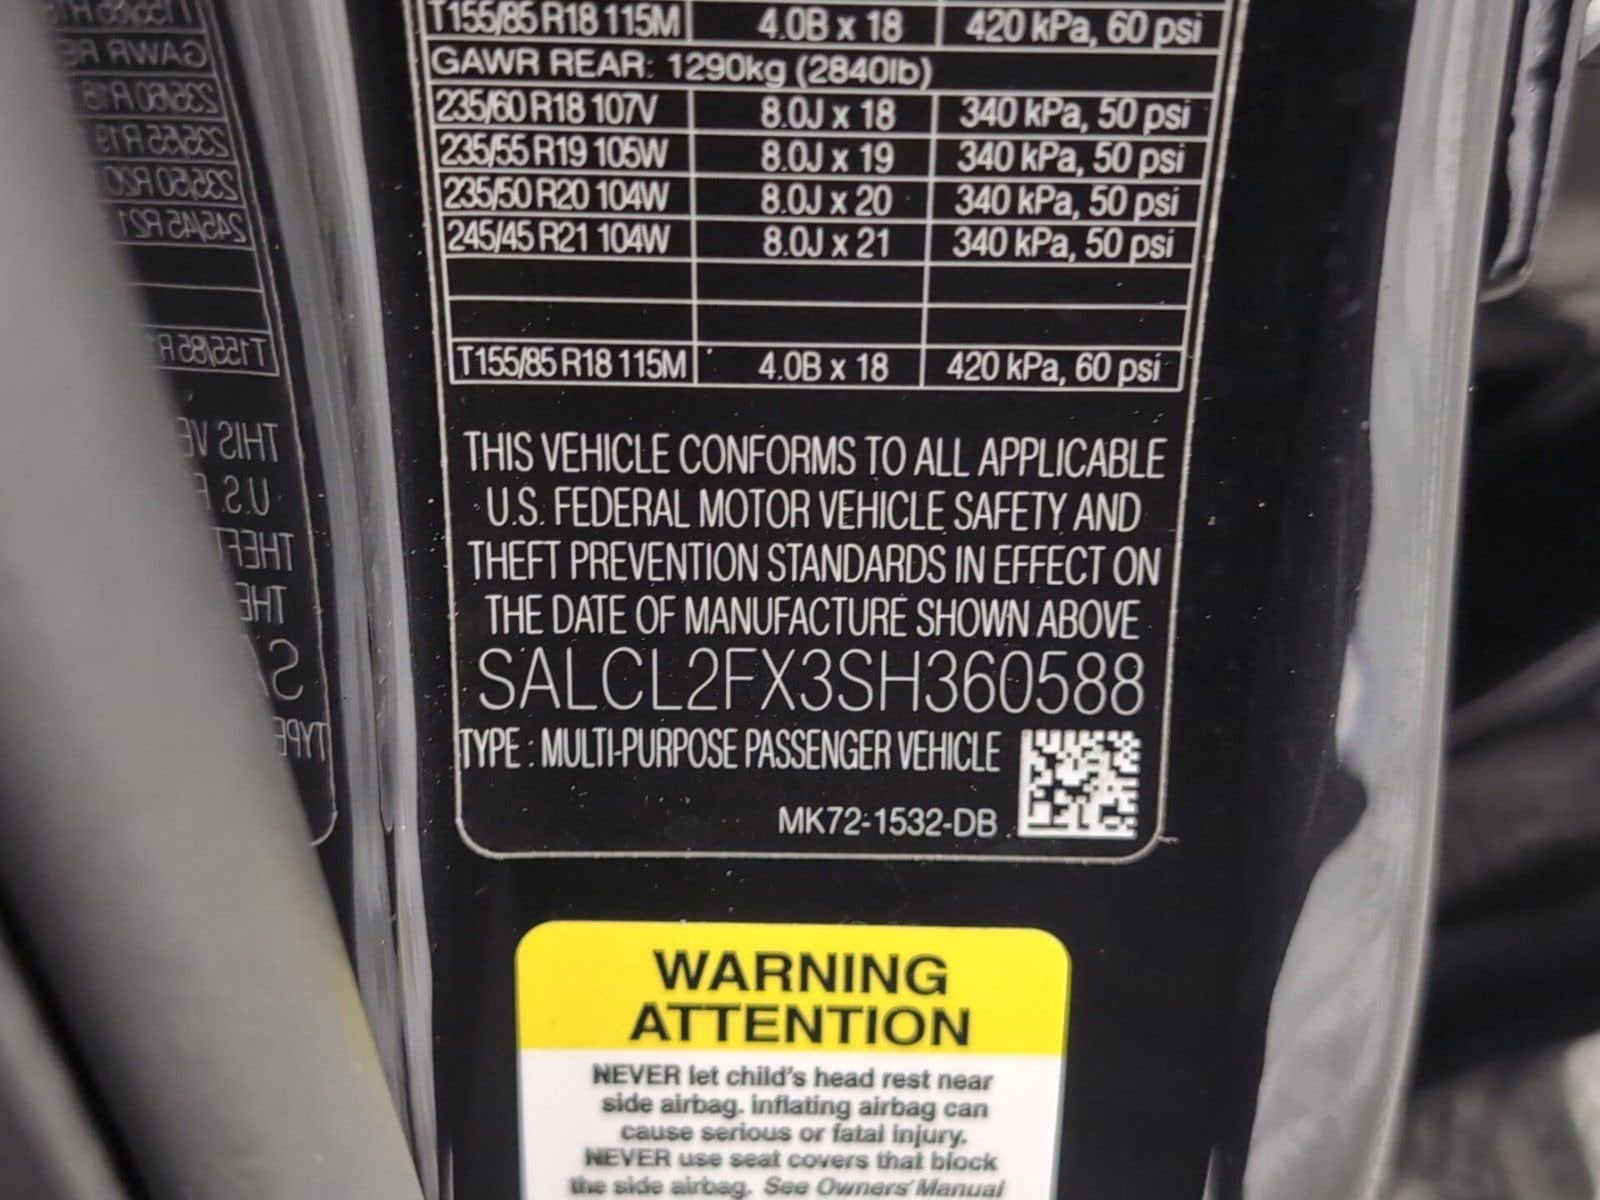 T155/85 R18 115M 4.0B x 18 420 kPa, 60 psi
GAWR REAR: 1290kg (2840lb)
235/60 R18 107V 8.0J x 18 340 kPa, 50 psi
235/55 R19 105W 8.0J x 19 340 kPa, 50 psi
235/50 R20 104W 8.0J x 20 340 kPa, 50 psi
245/45 R21 104W 8.0J x 21 340 kPa, 50 psi
T155/85 R18 115M 4.0B x 18 420 kPa, 60 psi
THIS VEHICLE CONFORMS TO ALL APPLICABLE
U.S. FEDERAL MOTOR VEHICLE SAFETY AND
THEFT PREVENTION STANDARDS IN EFFECT ON
THE DATE OF MANUFACTURE SHOWN ABOVE
SALCL2FX3SH360588
TYPE : MULTI-PURPOSE PASSENGER VEHICLE
MK72-1532-DB
WARNING
ATTENTION
NEVER let child's head rest near
side airbag. Inflating airbag can
cause serious or fatal injury.
NEVER use seat covers that block
the side airbag. See Owners' Manual